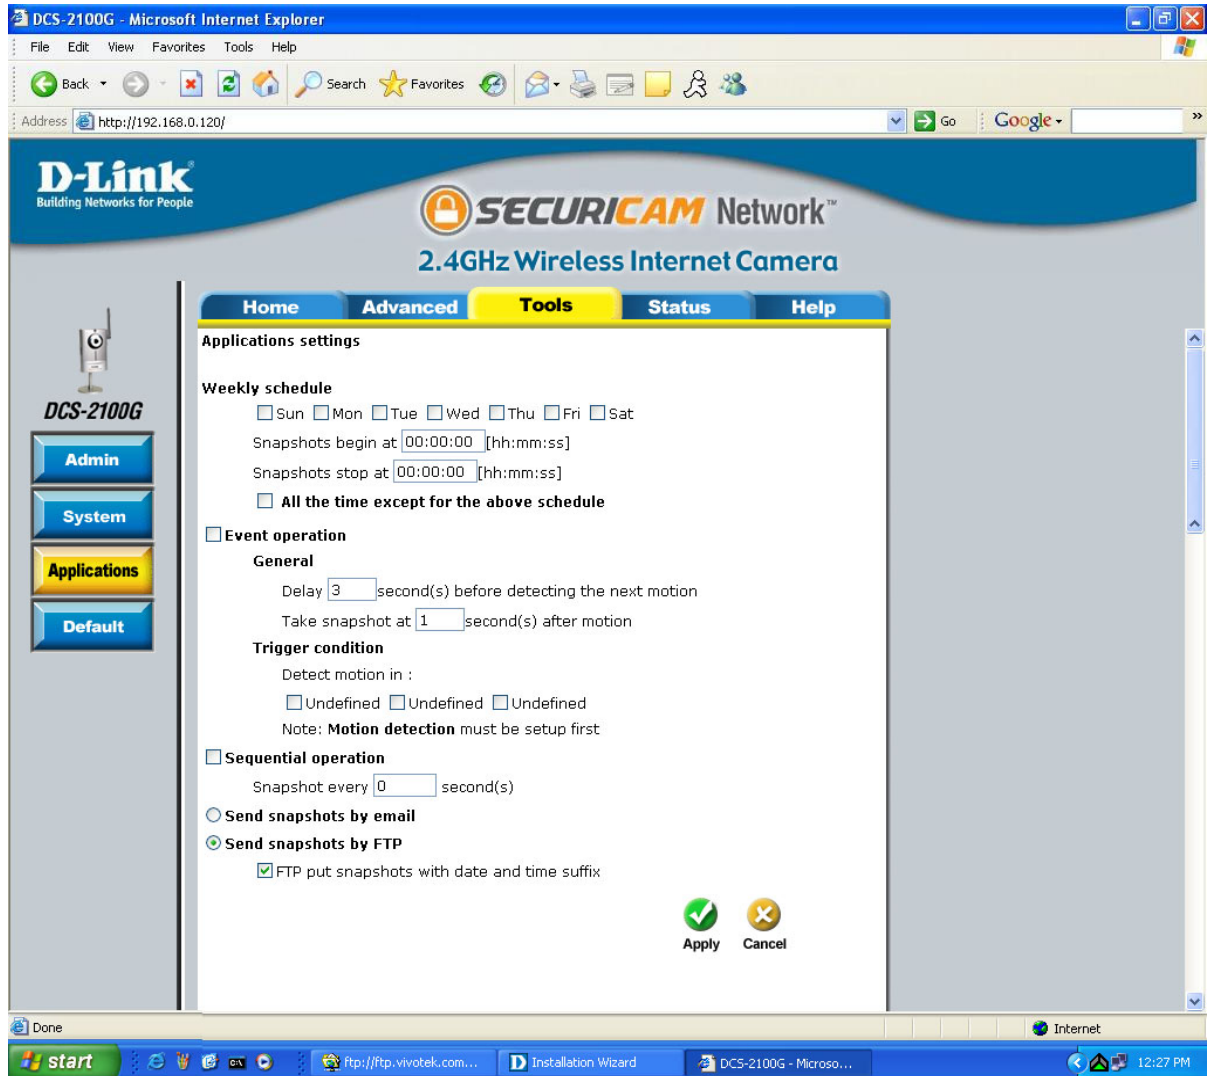 DCS-2100G - Microsoft Internet Explorer
File Edit View Favorites Tools Help
Back Search Favorites
Address http://192.168.0.120/ Go Google »
D-Link®
Building Networks for People
SECURICAM Network™
2.4GHz Wireless Internet Camera
Home Advanced Tools Status Help
DCS-2100G
Admin
System
Applications
Default
Applications settings
Weekly schedule
Sun Mon Tue Wed Thu Fri Sat
Snapshots begin at 00:00:00 [hh:mm:ss]
Snapshots stop at 00:00:00 [hh:mm:ss]
All the time except for the above schedule
Event operation
General
Delay 3 second(s) before detecting the next motion
Take snapshot at 1 second(s) after motion
Trigger condition
Detect motion in :
Undefined Undefined Undefined
Note: Motion detection must be setup first
Sequential operation
Snapshot every 0 second(s)
Send snapshots by email
Send snapshots by FTP
FTP put snapshots with date and time suffix
Apply Cancel
Done Internet
start ftp://ftp.vivotek.com... Installation Wizard DCS-2100G - Microso... 12:27 PM